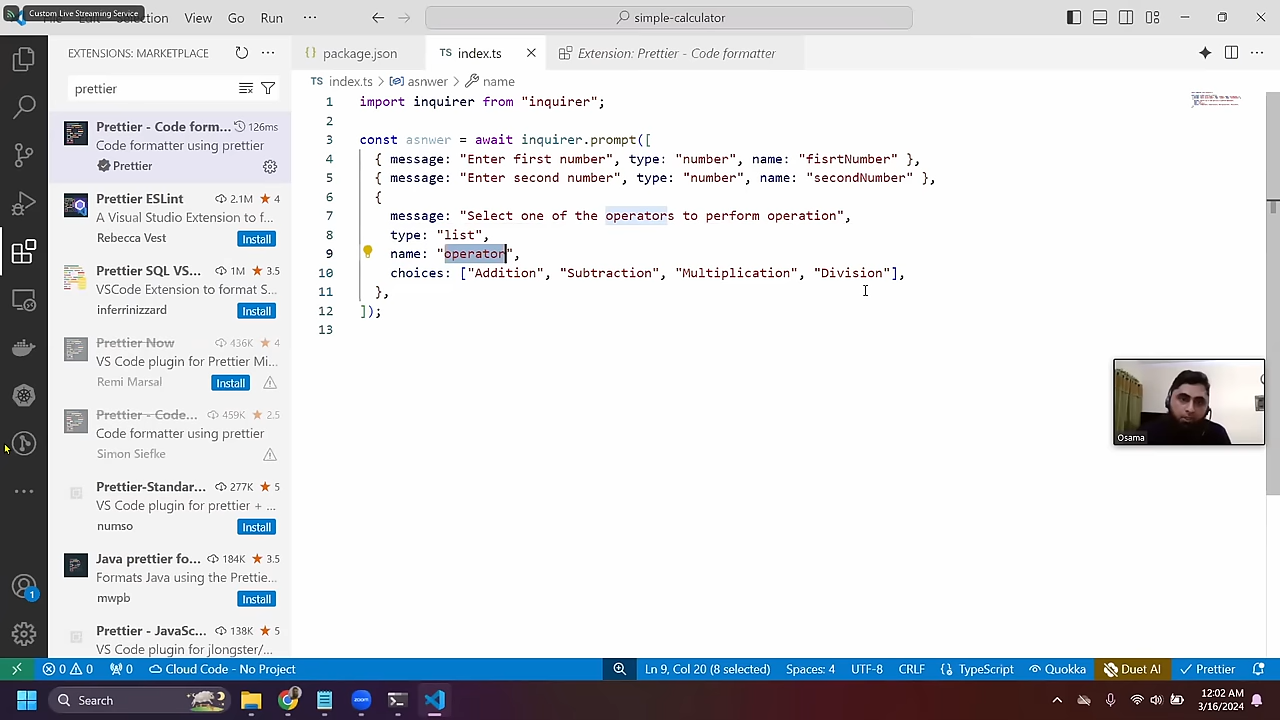 Custom Live Streaming Service
Selection View Go Run
simple-calculator
EXTENSIONS: MARKETPLACE
prettier
Prettier - Code form... 126ms
Code formatter using prettier
Prettier
Prettier ESLint 2.1M 4
A Visual Studio Extension to f...
Rebecca Vest Install
Prettier SQL VS... 1M 3.5
VSCode Extension to format S...
inferrinizzard Install
Prettier Now 436K 4
VS Code plugin for Prettier Mi...
Remi Marsal Install
Prettier - Code... 459K 2.5
Code formatter using prettier
Simon Siefke
Prettier-Standar... 277K 5
VS Code plugin for prettier + ...
numso Install
Java prettier fo... 184K 3.5
Formats Java using the Prettie...
mwpb Install
Prettier - JavaSc... 138K 5
VS Code plugin for jlongster/...
{} package.json
TS index.ts
Extension: Prettier - Code formatter
TS index.ts > asnwer > name
1 import inquirer from "inquirer";
2
3 const asnwer = await inquirer.prompt([
4 { message: "Enter first number", type: "number", name: "fisrtNumber" },
5 { message: "Enter second number", type: "number", name: "secondNumber" },
6 {
7 message: "Select one of the operators to perform operation",
8 type: "list",
9 name: "operator",
10 choices: ["Addition", "Subtraction", "Multiplication", "Division"],
11 },
12 ]);
13
Osama
1
0 0 0 Cloud Code - No Project Ln 9, Col 20 (8 selected) Spaces: 4 UTF-8 CRLF {} TypeScript Quokka Duet AI Prettier
Search
zoom
12:02 AM
3/16/2024